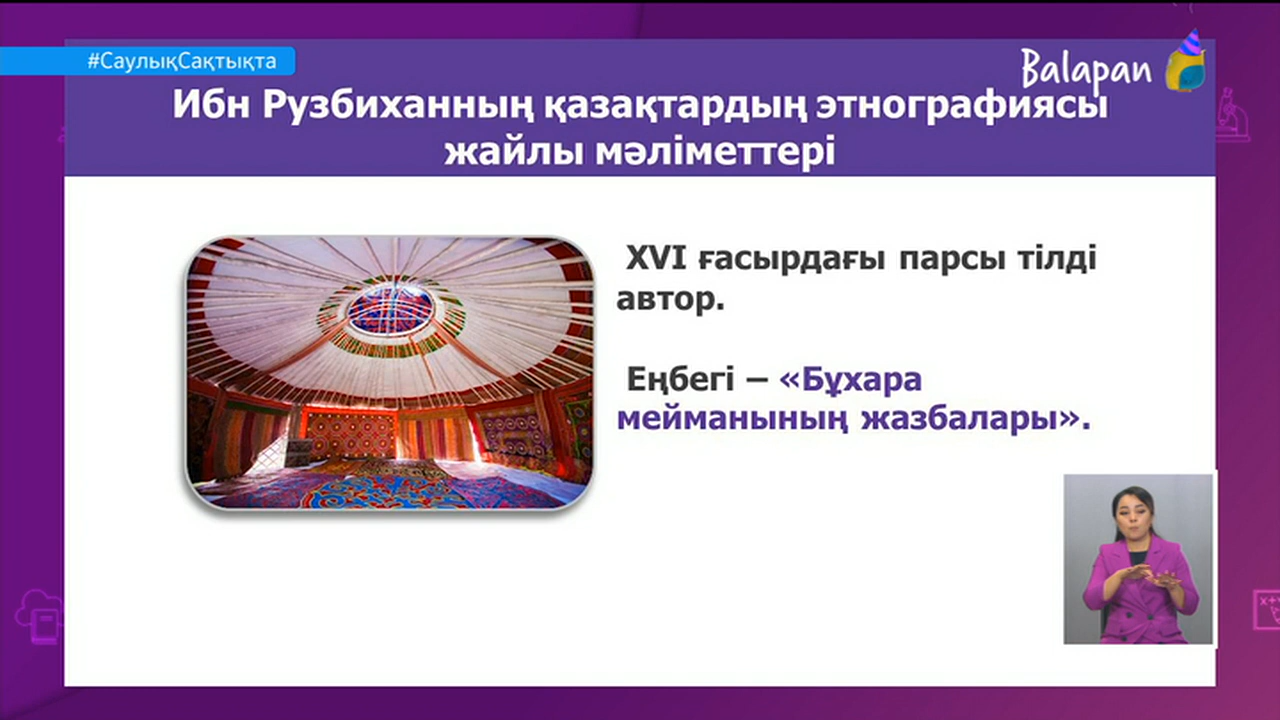 #СаулықСақтықта
Balapan
Ибн Рузбиханның қазақтардың этнографиясы
жайлы мәліметтері
XVI ғасырдағы парсы тілді
автор.
Еңбегі – «Бұхара
мейманының жазбалары».